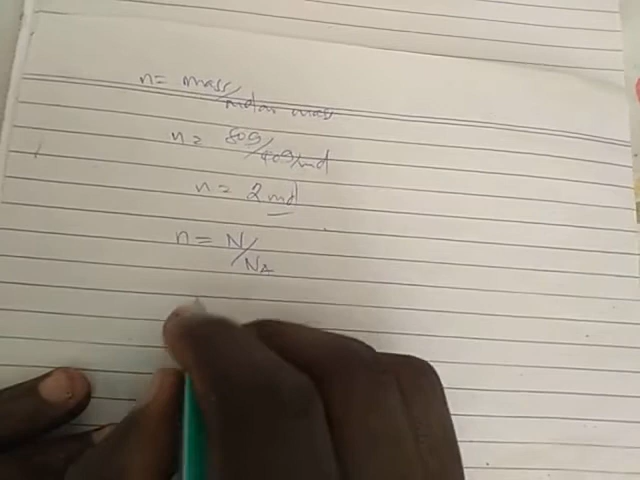 n = mass/molar mass
n = 80g/40g/mol
n = 2 mol
n = N/NA